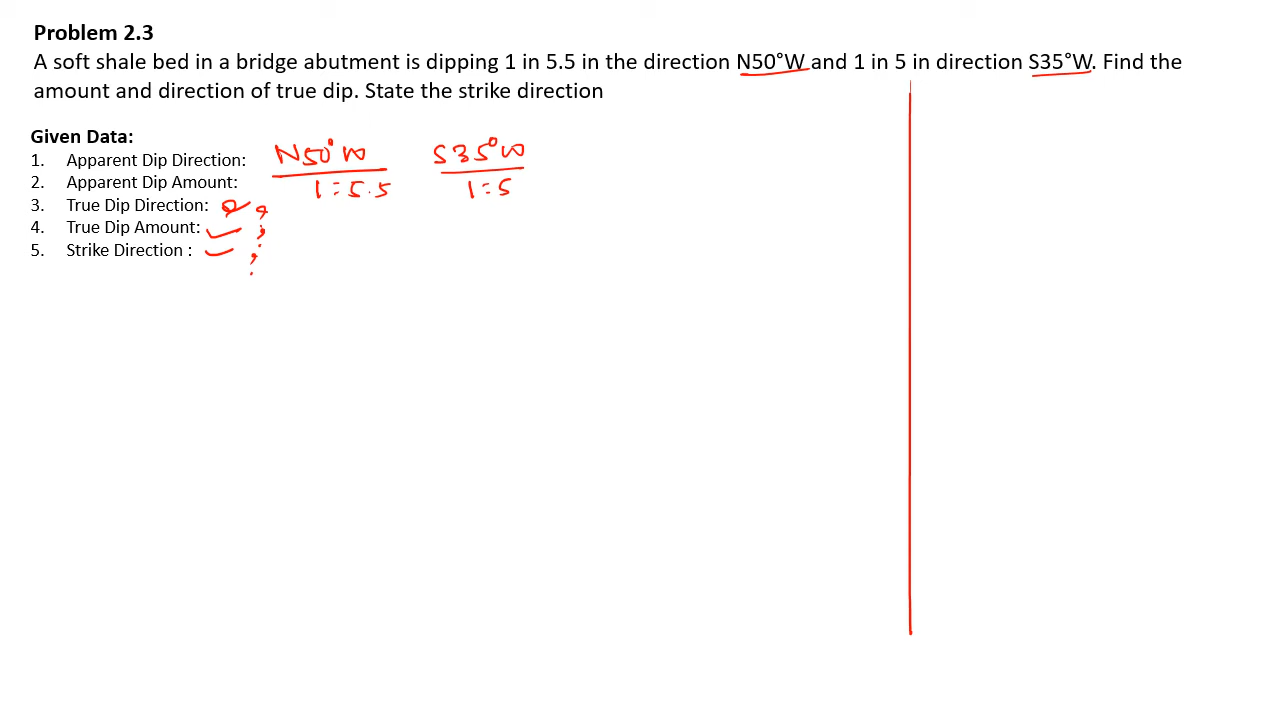 Problem 2.3
A soft shale bed in a bridge abutment is dipping 1 in 5.5 in the direction N50°W and 1 in 5 in direction S35°W. Find the
amount and direction of true dip. State the strike direction
Given Data:
1. Apparent Dip Direction: N50°W S35°W
2. Apparent Dip Amount: 1:5.5 1:5
3. True Dip Direction:
4. True Dip Amount:
5. Strike Direction :